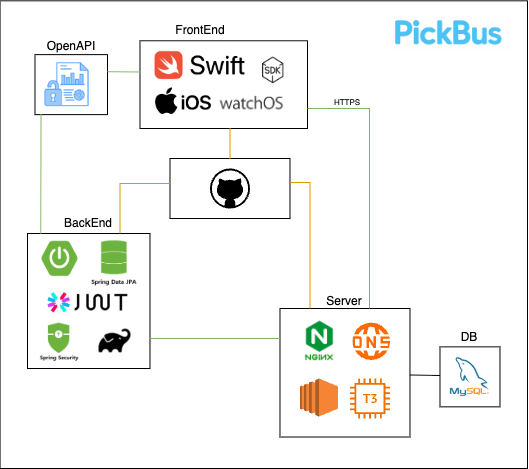 FrontEnd
PickBus
OpenAPI
Swift
SDK
iOS watchOS
HTTPS
BackEnd
Spring Data JPA
JWT
Spring Security
Server
NGINX
DNS
T3
DB
MySQL